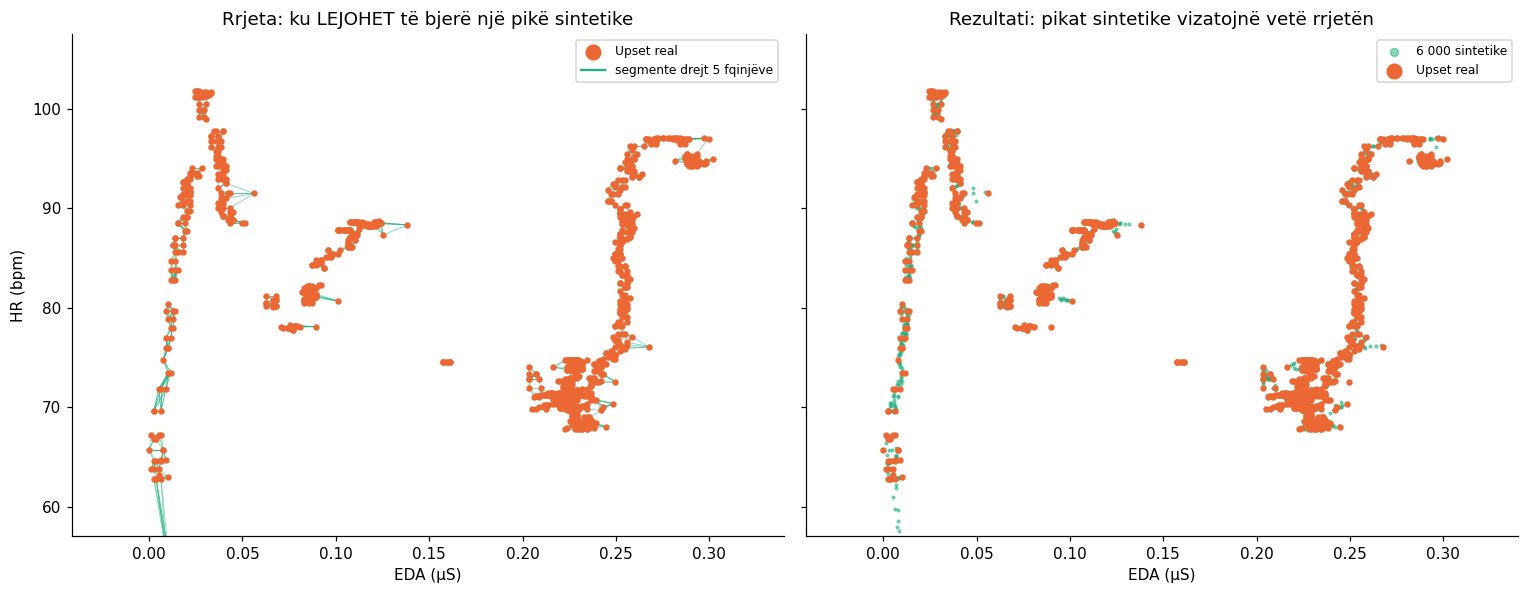 Rrjeta: ku LEJOHET të bjerë një pikë sintetike
Upset real
segmente drejt 5 fqinjëve
HR (bpm)
100
90
80
70
60
0.00 0.05 0.10 0.15 0.20 0.25 0.30
EDA (µS)
Rezultati: pikat sintetike vizatojnë vetë rrjetën
6 000 sintetike
Upset real
0.00 0.05 0.10 0.15 0.20 0.25 0.30
EDA (µS)